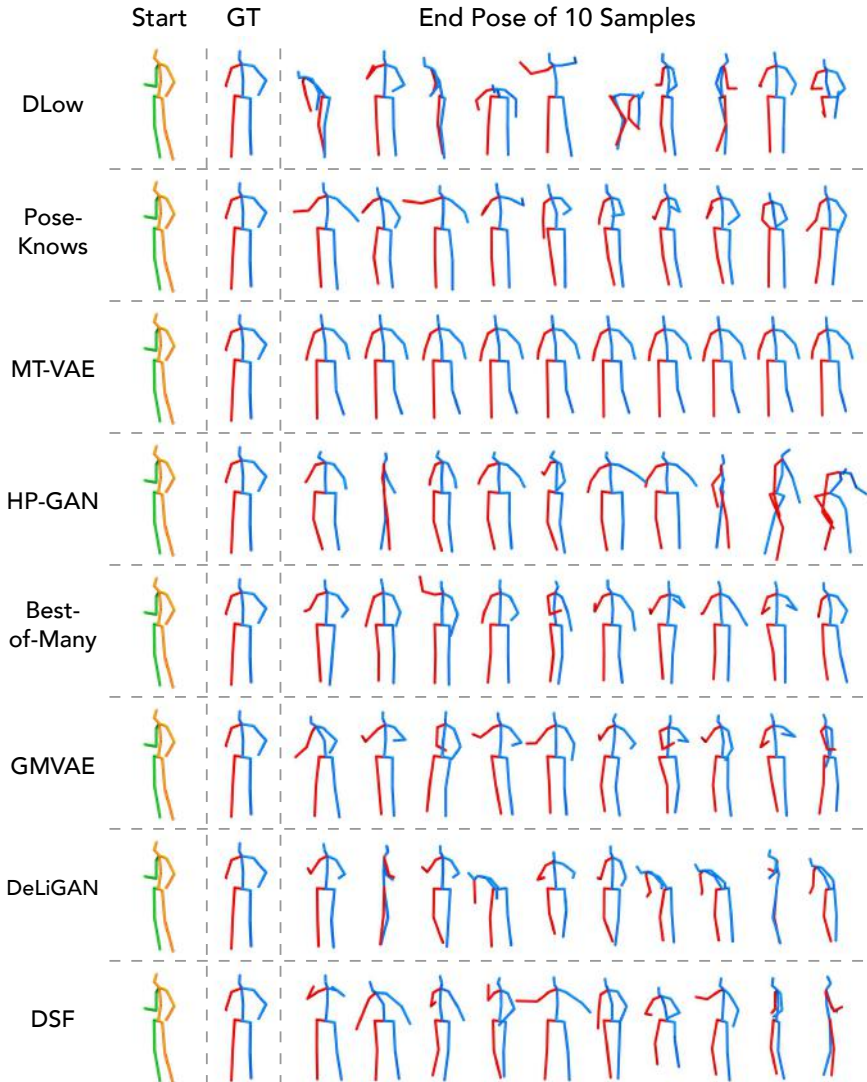 Start GT End Pose of 10 Samples
DLow
Pose-
Knows
MT-VAE
HP-GAN
Best-
of-Many
GMVAE
DeLiGAN
DSF